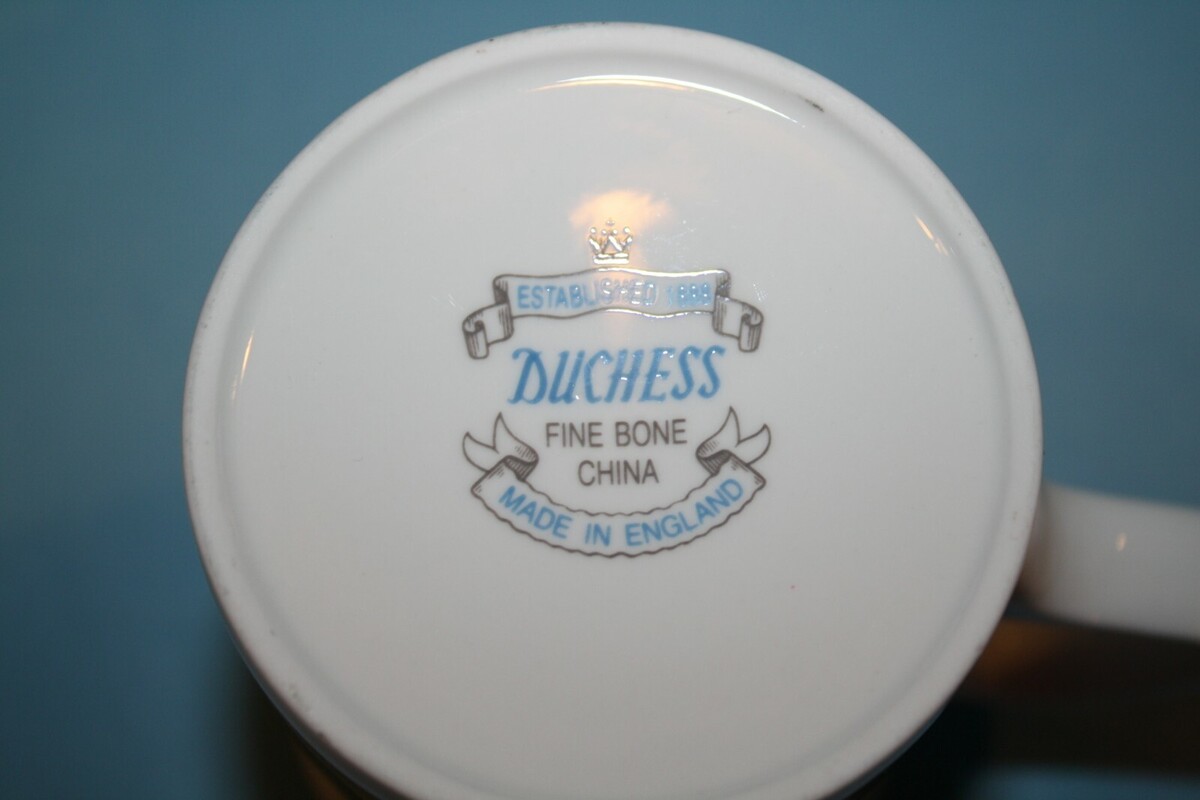 ESTABLISHED 1888
DUCHESS
FINE BONE
CHINA
MADE IN ENGLAND